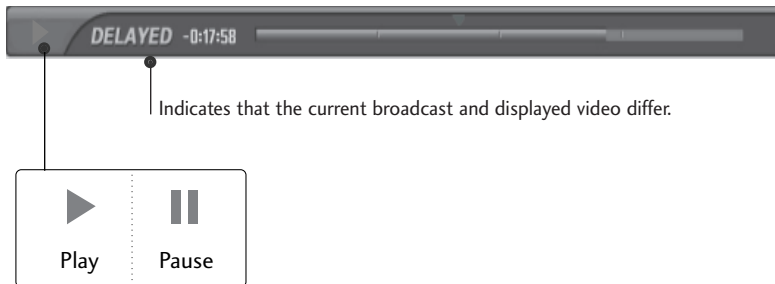 DELAYED -0:17:58
Indicates that the current broadcast and displayed video differ.
Play Pause